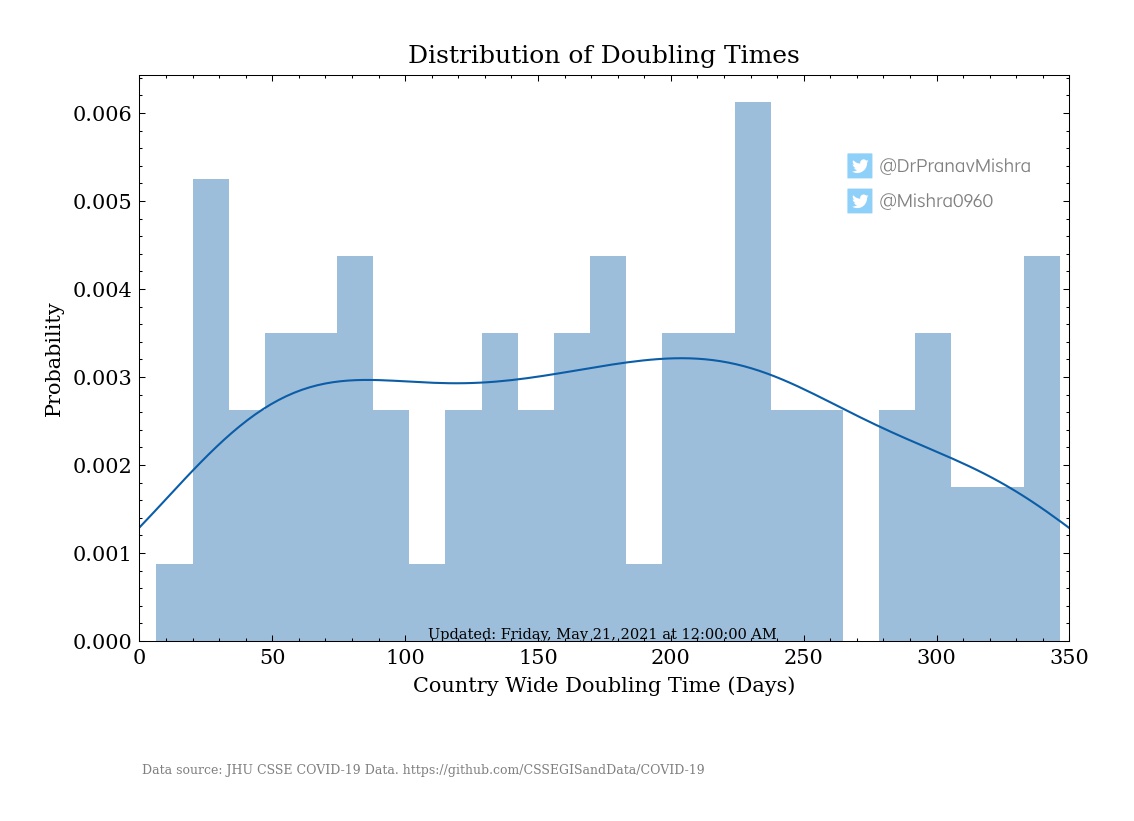 Distribution of Doubling Times
0.006
0.005
0.004
0.003
0.002
0.001
0.000
Probability
@DrPranavMishra
@Mishra0960
Updated: Friday, May 21, 2021 at 12:00:00 AM
0 50 100 150 200 250 300 350
Country Wide Doubling Time (Days)
Data source: JHU CSSE COVID-19 Data. https://github.com/CSSEGISandData/COVID-19